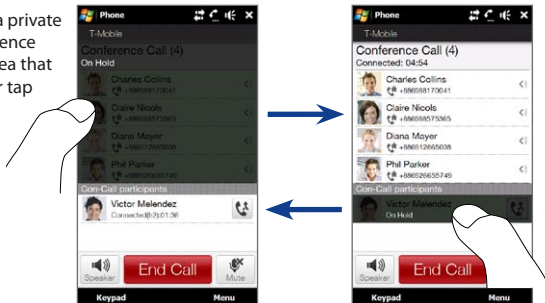 a private
ence
ea that
r tap
Phone
T-Mobile
Conference Call (4)
On Hold
Charles Collins
+886988170041
Claire Nicols
+886988575365
Diana Mayer
+886912665038
Phil Parker
+886926655749
Con-Call participants
Victor Melendez
Speaker
End Call
Mute
Keypad
Menu
Phone
T-Mobile
Conference Call (4)
Connected: 04:54
Charles Collins
+886988170041
Claire Nicols
+886988575365
Diana Mayer
+886912665038
Phil Parker
+886926655749
Con-Call participants
Victor Melendez
On Hold
Speaker
End Call
Keypad
Menu